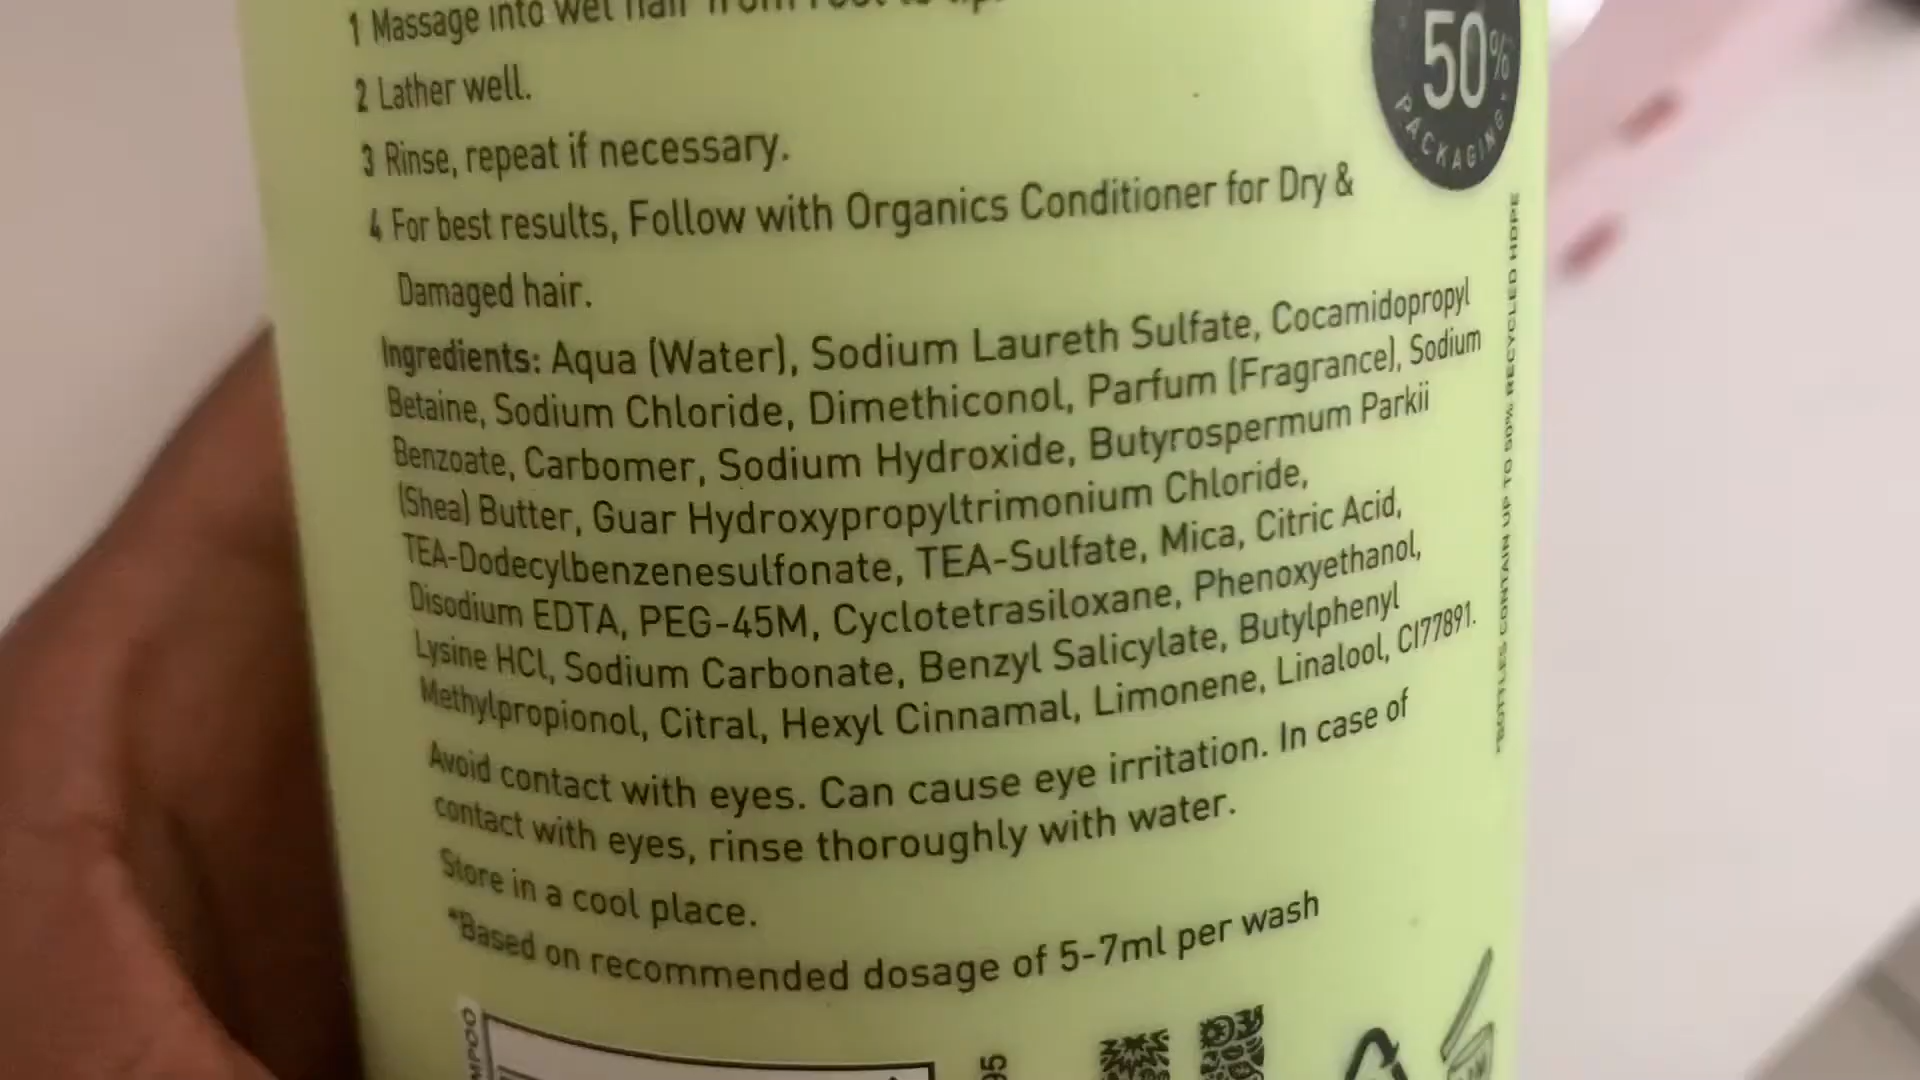 1 Massage into wet hair from root to tips
2 Lather well.
3 Rinse, repeat if necessary.
4 For best results, Follow with Organics Conditioner for Dry &
Damaged hair.
Ingredients: Aqua (Water), Sodium Laureth Sulfate, Cocamidopropyl
Betaine, Sodium Chloride, Dimethiconol, Parfum (Fragrance), Sodium
Benzoate, Carbomer, Sodium Hydroxide, Butyrospermum Parkii
(Shea) Butter, Guar Hydroxypropyltrimonium Chloride,
TEA-Dodecylbenzenesulfonate, TEA-Sulfate, Mica, Citric Acid,
Disodium EDTA, PEG-45M, Cyclotetrasiloxane, Phenoxyethanol,
Lysine HCl, Sodium Carbonate, Benzyl Salicylate, Butylphenyl
Methylpropionol, Citral, Hexyl Cinnamal, Limonene, Linalool, CI77891.
Avoid contact with eyes. Can cause eye irritation. In case of
contact with eyes, rinse thoroughly with water.
Store in a cool place.
*Based on recommended dosage of 5-7ml per wash
50%
PACKAGING
*BOTTLES CONTAIN UP TO 50% RECYCLED HDPE